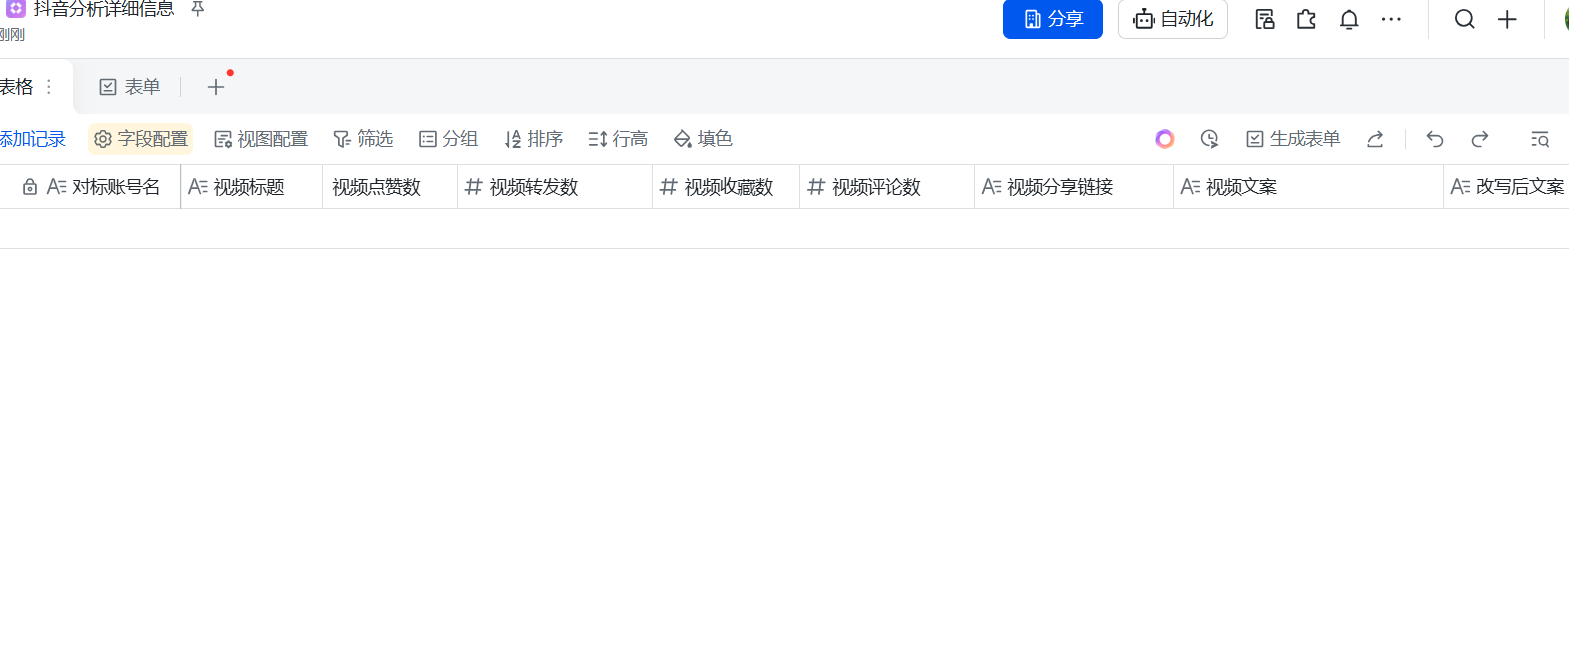 抖音分析详细信息
刚刚
分享
自动化
表格
表单
添加记录
字段配置
视图配置
筛选
分组
排序
行高
填色
生成表单
对标账号名
视频标题
视频点赞数
视频转发数
视频收藏数
视频评论数
视频分享链接
视频文案
改写后文案